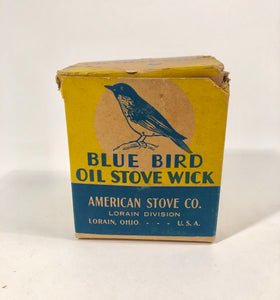 BLUE BIRD
OIL STOVE WICK
AMERICAN STOVE CO.
LORAIN DIVISION
LORAIN, OHIO - - - U. S. A.